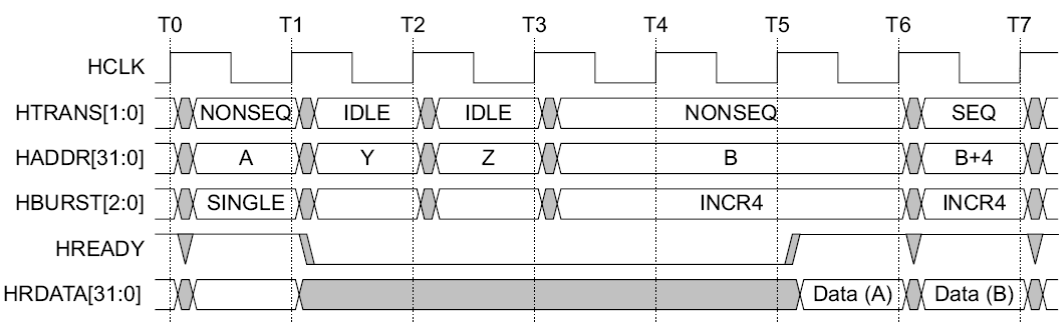 T0 T1 T2 T3 T4 T5 T6 T7
HCLK
HTRANS[1:0] NONSEQ IDLE IDLE NONSEQ SEQ
HADDR[31:0] A Y Z B B+4
HBURST[2:0] SINGLE INCR4 INCR4
HREADY
HRDATA[31:0] Data (A) Data (B)